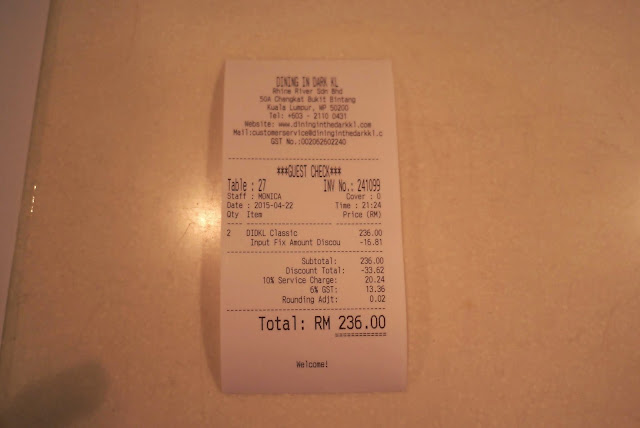 DINING IN DARK KL
Rhine River Sdn Bhd
50A Changkat Bukit Bintang
Kuala Lumpur, WP 50200
Tel: +603 - 2110 0431
Website: www.dininginthedarkkl.com
Mail:customerservice@dininginthedarkkl.c
GST No.:002062602240
***GUEST CHECK***
Table : 27 INV No.: 241099
Staff : MONICA Cover : 0
Date : 2015-04-22 Time : 21:24
Qty Item Price (RM)
2 DIDKL Classic 236.00
Input Fix Amount Discou -16.81
Subtotal: 236.00
Discount Total: -33.62
10% Service Charge: 20.24
6% GST: 13.36
Rounding Adjt: 0.02
Total: RM 236.00
Welcome!